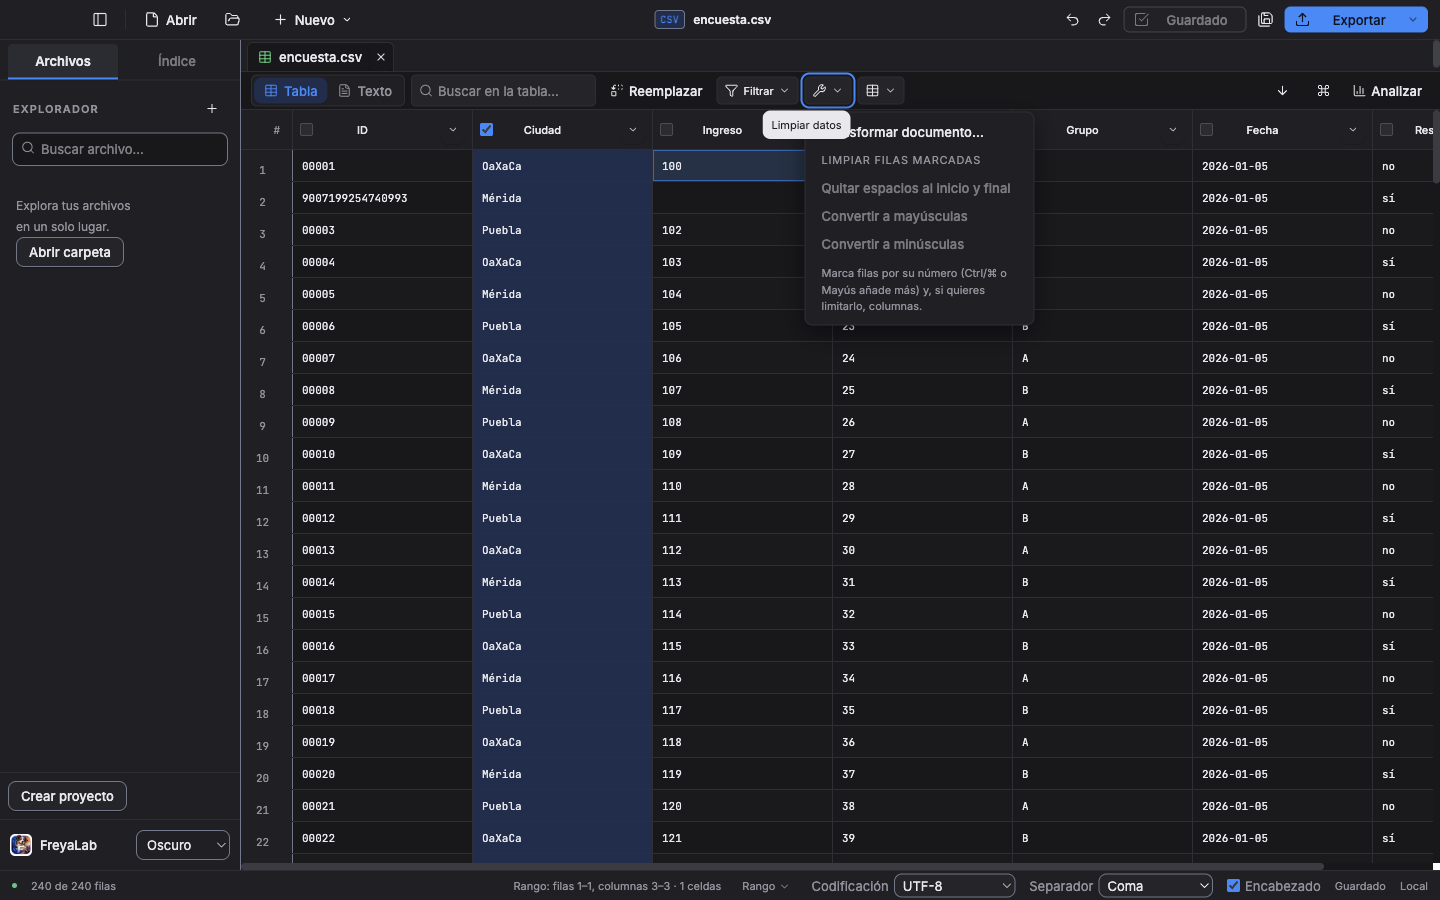 Abrir
Nuevo
CSV encuesta.csv
Guardado
Exportar
Archivos Índice
encuesta.csv
Tabla Texto Buscar en la tabla... Reemplazar Filtrar Analizar
EXPLORADOR
Buscar archivo...
Explora tus archivos
en un solo lugar.
Abrir carpeta
Limpiar datos
sformar documento...
LIMPIAR FILAS MARCADAS
Quitar espacios al inicio y final
Convertir a mayúsculas
Convertir a minúsculas
Marca filas por su número (Ctrl/⌘ o
Mayús añade más) y, si quieres
limitarlo, columnas.
# ID Ciudad Ingreso Grupo Fecha Res
1 00001 OaXaCa 100 2026-01-05 no
2 9007199254740993 Mérida 2026-01-05 sí
3 00003 Puebla 102 2026-01-05 no
4 00004 OaXaCa 103 2026-01-05 sí
5 00005 Mérida 104 2026-01-05 no
6 00006 Puebla 105 23 B 2026-01-05 sí
7 00007 OaXaCa 106 24 A 2026-01-05 no
8 00008 Mérida 107 25 B 2026-01-05 sí
9 00009 Puebla 108 26 A 2026-01-05 no
10 00010 OaXaCa 109 27 B 2026-01-05 sí
11 00011 Mérida 110 28 A 2026-01-05 no
12 00012 Puebla 111 29 B 2026-01-05 sí
13 00013 OaXaCa 112 30 A 2026-01-05 no
14 00014 Mérida 113 31 B 2026-01-05 sí
15 00015 Puebla 114 32 A 2026-01-05 no
16 00016 OaXaCa 115 33 B 2026-01-05 sí
17 00017 Mérida 116 34 A 2026-01-05 no
18 00018 Puebla 117 35 B 2026-01-05 sí
19 00019 OaXaCa 118 36 A 2026-01-05 no
20 00020 Mérida 119 37 B 2026-01-05 sí
21 00021 Puebla 120 38 A 2026-01-05 no
22 00022 OaXaCa 121 39 B 2026-01-05 sí
Crear proyecto
FreyaLab Oscuro
240 de 240 filas
Rango: filas 1–1, columnas 3–3 · 1 celdas Rango Codificación UTF-8 Separador Coma Encabezado Guardado Local